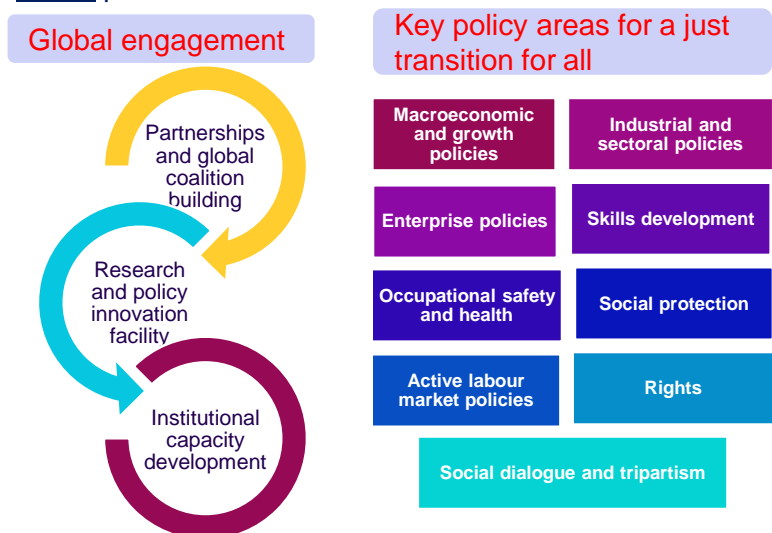 Global engagement
Partnerships
and global
coalition
building
Research
and policy
innovation
facility
Institutional
capacity
development
Key policy areas for a just
transition for all
Macroeconomic
and growth
policies
Industrial and
sectoral policies
Enterprise policies
Skills development
Occupational safety
and health
Social protection
Active labour
market policies
Rights
Social dialogue and tripartism